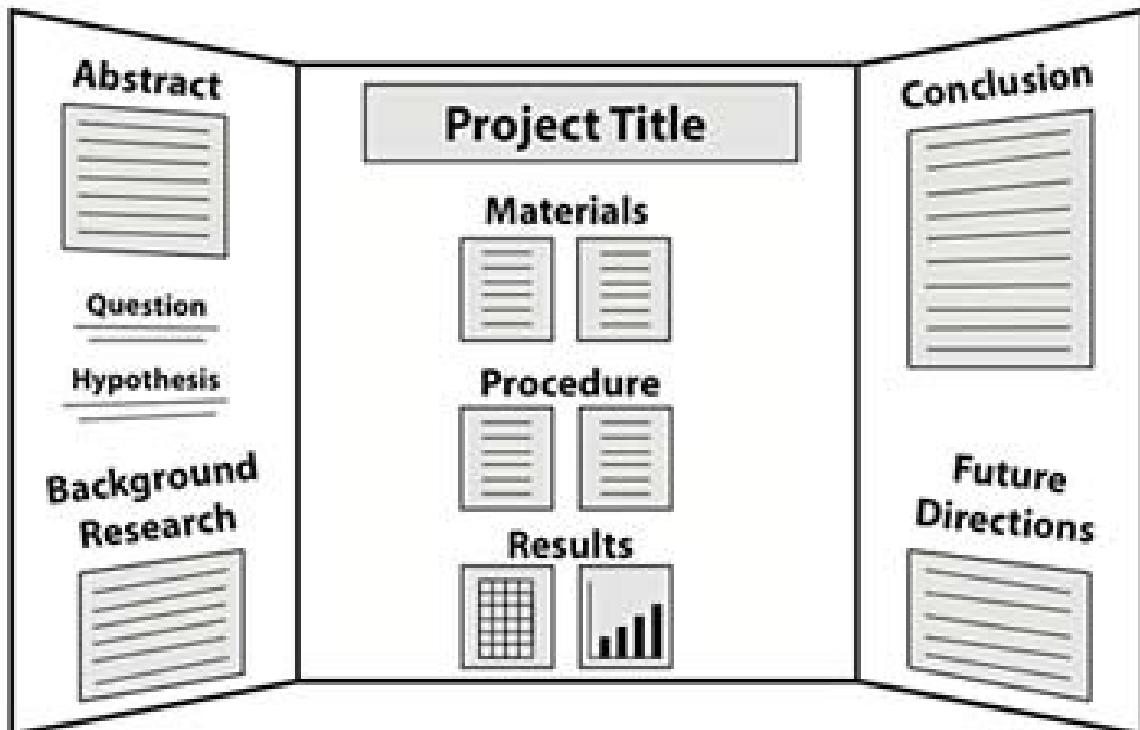 Abstract
Question
Hypothesis
Background
Research
Project Title
Materials
Procedure
Results
Conclusion
Future
Directions